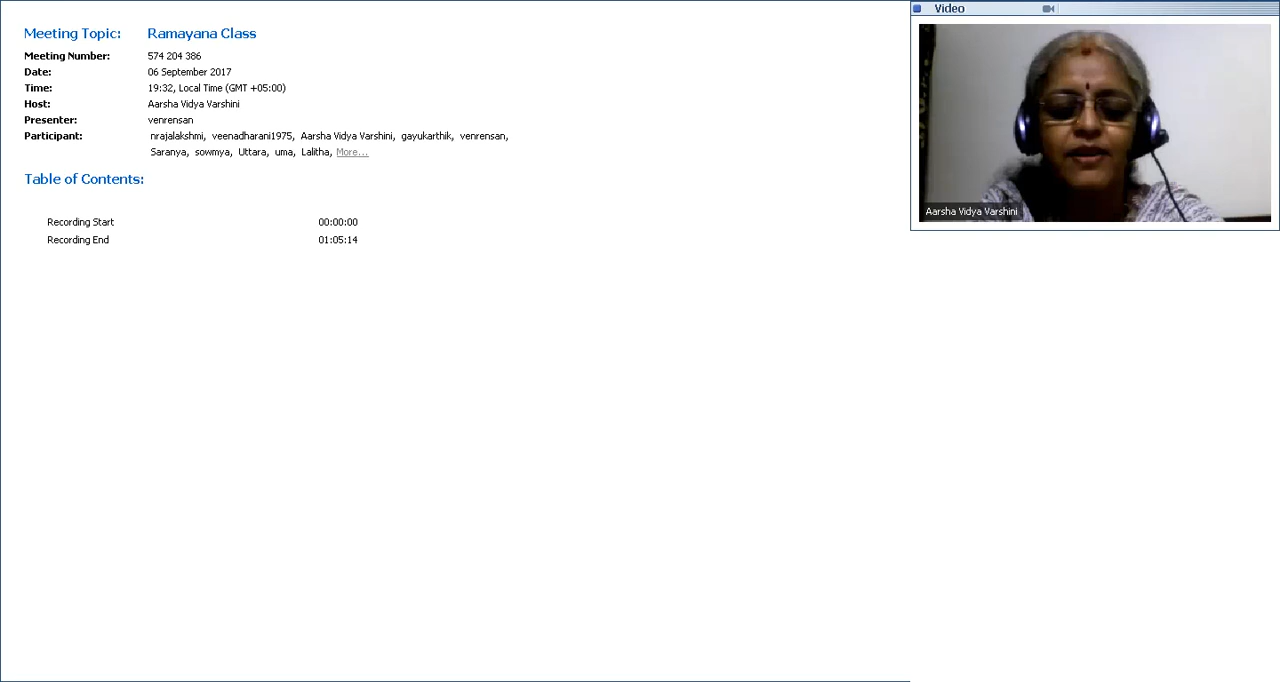 Meeting Topic: Ramayana Class
Meeting Number: 574 204 386
Date: 06 September 2017
Time: 19:32, Local Time (GMT +05:00)
Host: Aarsha Vidya Varshini
Presenter: venrensan
Participant: nrajalakshmi, veenadharani1975, Aarsha Vidya Varshini, gayukarthik, venrensan,
Saranya, sowmya, Uttara, uma, Lalitha, More...
Table of Contents:
Recording Start 00:00:00
Recording End 01:05:14
Video
Aarsha Vidya Varshini